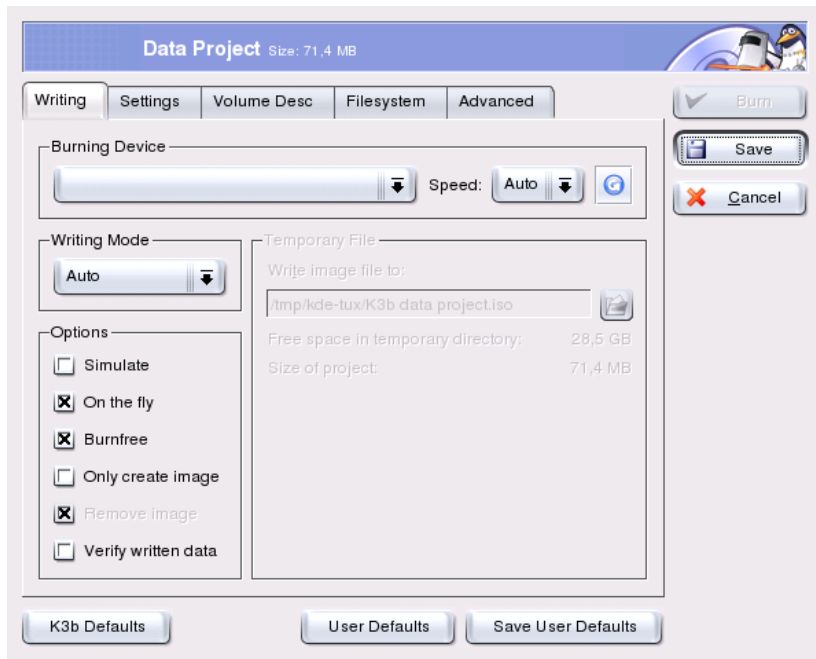 Data Project Size: 71,4 MB
Writing Settings Volume Desc Filesystem Advanced
Burn
Save
Cancel
Burning Device
Speed: Auto
Writing Mode
Auto
Temporary File
Write image file to:
/tmp/kde-tux/K3b data project.iso
Free space in temporary directory: 28,5 GB
Size of project: 71,4 MB
Options
Simulate
On the fly
Burnfree
Only create image
Remove image
Verify written data
K3b Defaults User Defaults Save User Defaults